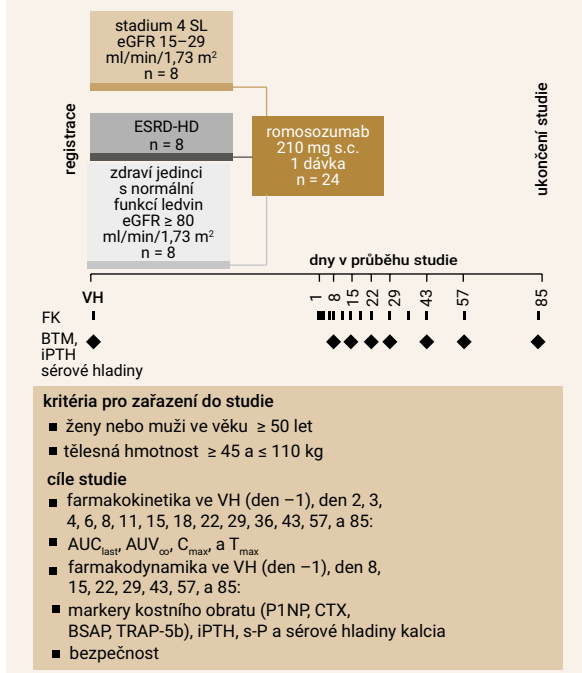 stadium 4 SL
eGFR 15–29
ml/min/1,73 m²
n = 8
registrace
ESRD-HD
n = 8
romosozumab
210 mg s.c.
1 dávka
n = 24
ukončení studie
zdraví jedinci
s normální
funkcí ledvin
eGFR ≥ 80
ml/min/1,73 m²
n = 8
dny v průběhu studie
VH 1 8 15 22 29 43 57 85
FK
BTM,
iPTH
sérové hladiny
kritéria pro zařazení do studie
■ ženy nebo muži ve věku ≥ 50 let
■ tělesná hmotnost ≥ 45 a ≤ 110 kg
cíle studie
■ farmakokinetika ve VH (den −1), den 2, 3,
4, 6, 8, 11, 15, 18, 22, 29, 36, 43, 57, a 85:
■ AUClast, AUV∞, Cmax, a Tmax
■ farmakodynamika ve VH (den −1), den 8,
15, 22, 29, 43, 57, a 85:
■ markery kostního obratu (P1NP, CTX,
BSAP, TRAP-5b), iPTH, s-P a sérové hladiny kalcia
■ bezpečnost